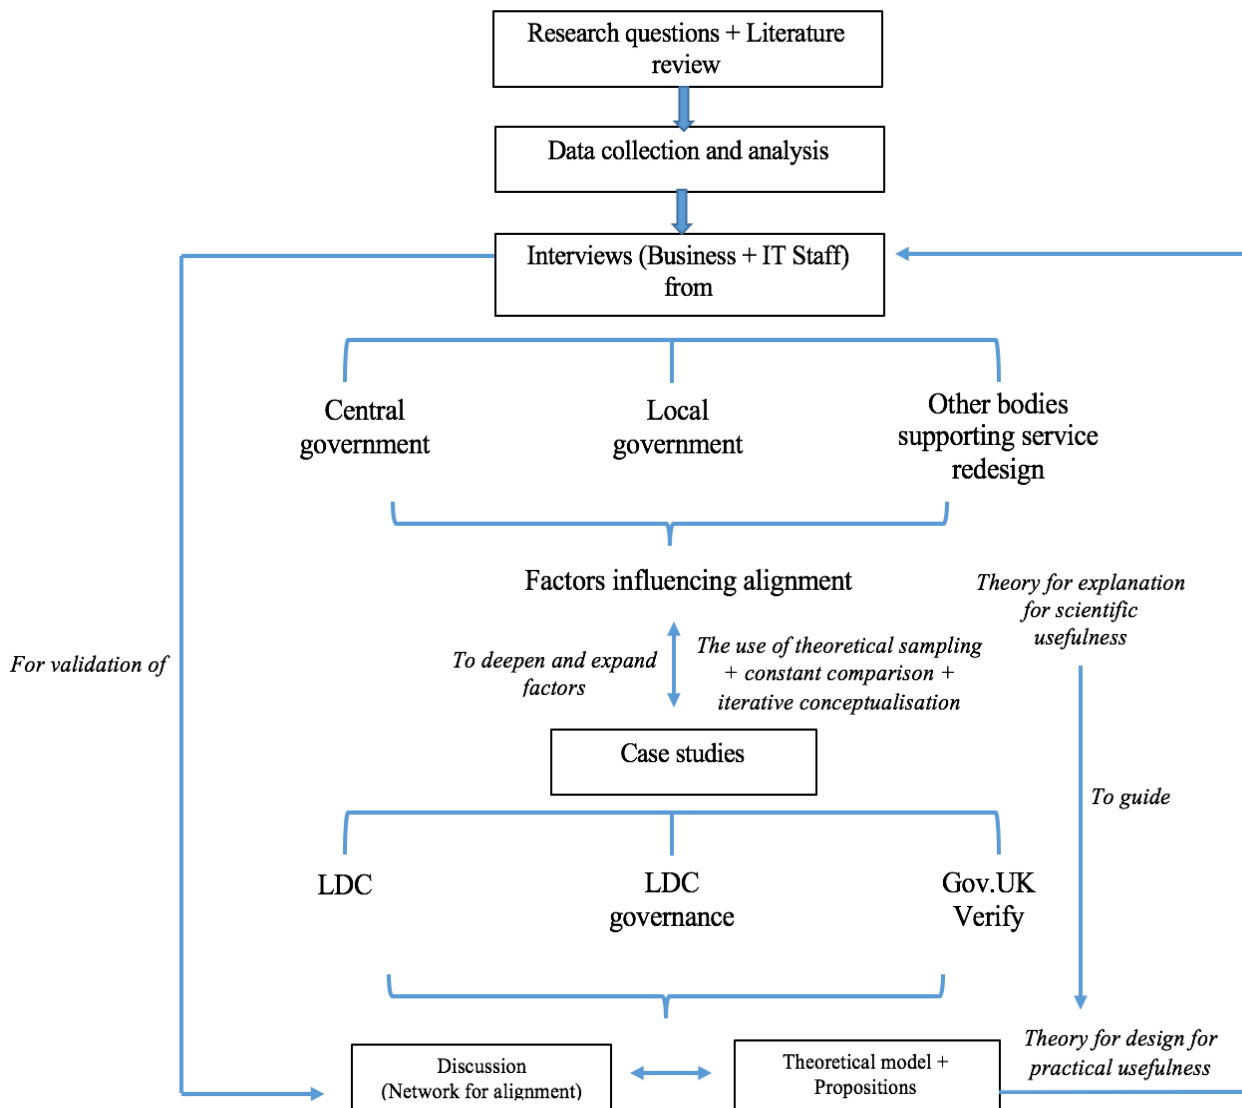 Research questions + Literature
review
Data collection and analysis
Interviews (Business + IT Staff)
from
Central
government
Local
government
Other bodies
supporting service
redesign
Factors influencing alignment
Theory for explanation
for scientific
usefulness
For validation of
To deepen and expand
factors
The use of theoretical sampling
+ constant comparison +
iterative conceptualisation
Case studies
To guide
LDC
LDC
governance
Gov.UK
Verify
Discussion
(Network for alignment)
Theoretical model +
Propositions
Theory for design for
practical usefulness